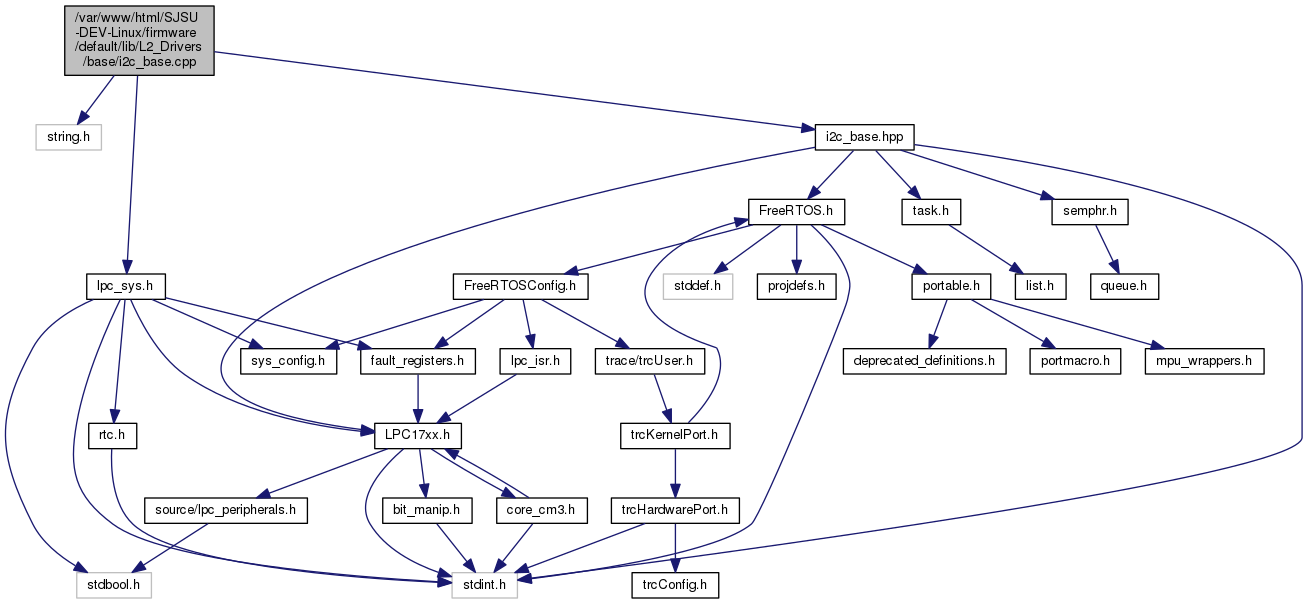 /var/www/html/SJSU
-DEV-Linux/firmware
/default/lib/L2_Drivers
/base/i2c_base.cpp
string.h
i2c_base.hpp
FreeRTOS.h
task.h
semphr.h
lpc_sys.h
FreeRTOSConfig.h
stddef.h
projdefs.h
portable.h
list.h
queue.h
sys_config.h
fault_registers.h
lpc_isr.h
trace/trcUser.h
deprecated_definitions.h
portmacro.h
mpu_wrappers.h
rtc.h
LPC17xx.h
trcKernelPort.h
source/lpc_peripherals.h
bit_manip.h
core_cm3.h
trcHardwarePort.h
stdbool.h
stdint.h
trcConfig.h